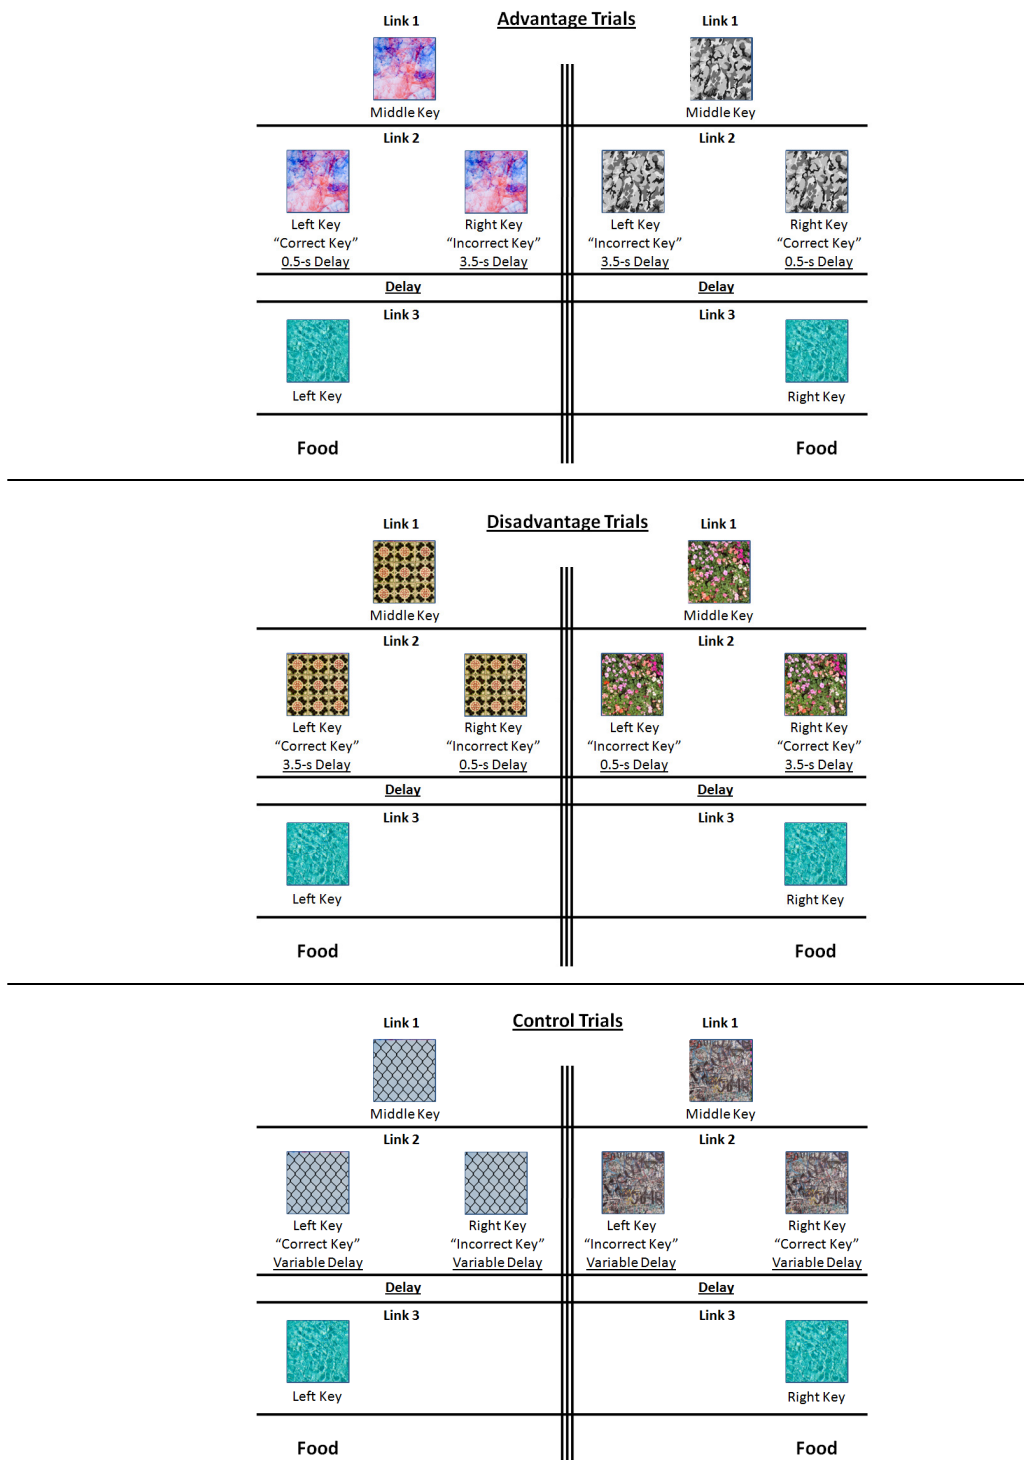 Advantage Trials
Link 1
Link 1
Middle Key
Middle Key
Link 2
Link 2
Left Key
"Correct Key"
0.5-s Delay
Right Key
"Incorrect Key"
3.5-s Delay
Left Key
"Incorrect Key"
3.5-s Delay
Right Key
"Correct Key"
0.5-s Delay
Delay
Delay
Link 3
Link 3
Left Key
Right Key
Food
Food
Disadvantage Trials
Link 1
Link 1
Middle Key
Middle Key
Link 2
Link 2
Left Key
"Correct Key"
3.5-s Delay
Right Key
"Incorrect Key"
0.5-s Delay
Left Key
"Incorrect Key"
0.5-s Delay
Right Key
"Correct Key"
3.5-s Delay
Delay
Delay
Link 3
Link 3
Left Key
Right Key
Food
Food
Control Trials
Link 1
Link 1
Middle Key
Middle Key
Link 2
Link 2
Left Key
"Correct Key"
Variable Delay
Right Key
"Incorrect Key"
Variable Delay
Left Key
"Incorrect Key"
Variable Delay
Right Key
"Correct Key"
Variable Delay
Delay
Delay
Link 3
Link 3
Left Key
Right Key
Food
Food